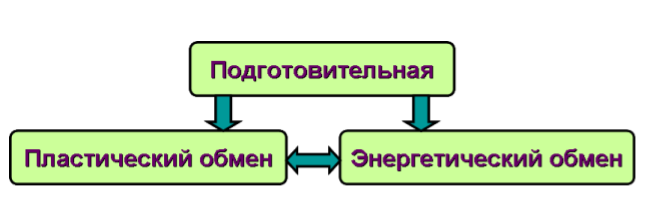 Подготовительная
Пластический обмен
Энергетический обмен